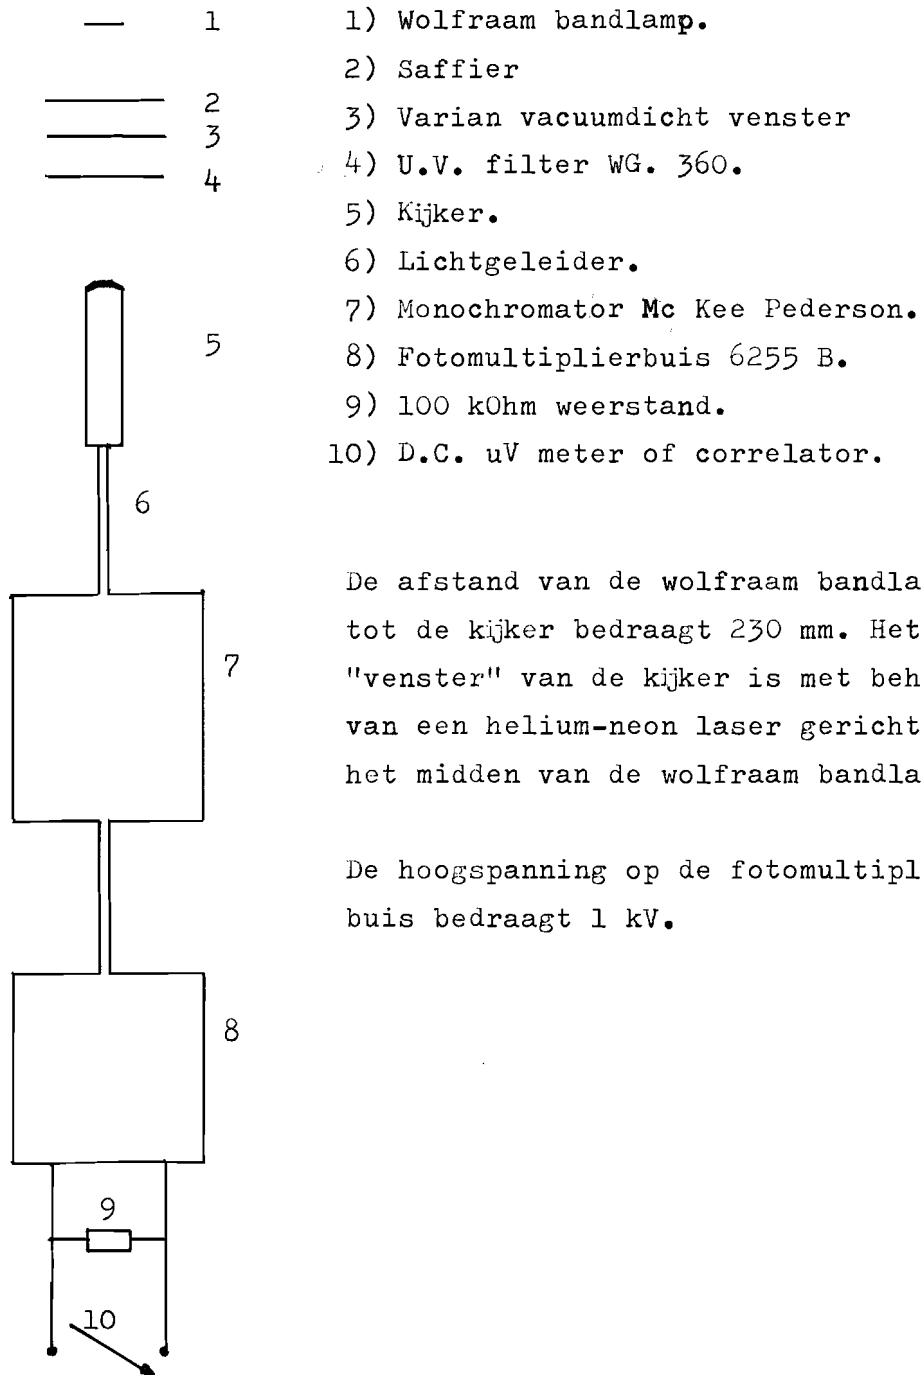 1
2
3
4
5
6
7
8
9
10
1) Wolfraam bandlamp.
2) Saffier
3) Varian vacuumdicht venster
4) U.V. filter WG. 360.
5) Kijker.
6) Lichtgeleider.
7) Monochromator Mc Kee Pederson.
8) Fotomultiplierbuis 6255 B.
9) 100 kOhm weerstand.
10) D.C. uV meter of correlator.
De afstand van de wolfraam bandla
tot de kijker bedraagt 230 mm. Het
"venster" van de kijker is met beh
van een helium-neon laser gericht
het midden van de wolfraam bandla
De hoogspanning op de fotomultipl
buis bedraagt 1 kV.